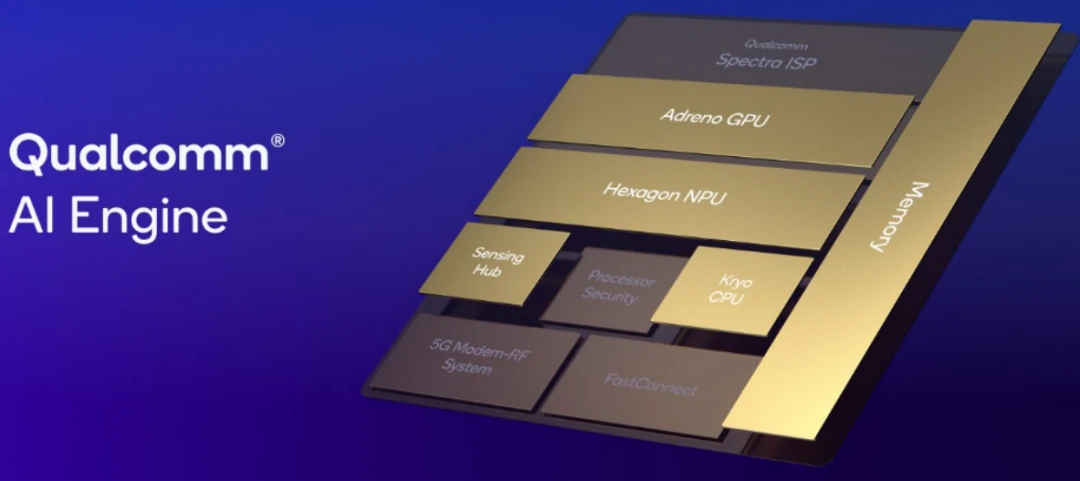 Qualcomm®
AI Engine
Qualcomm
Spectra ISP
Adreno GPU
Hexagon NPU
Sensing
Hub
Processor
Security
Kryo
CPU
5G Modem-RF
System
FastConnect
Memory